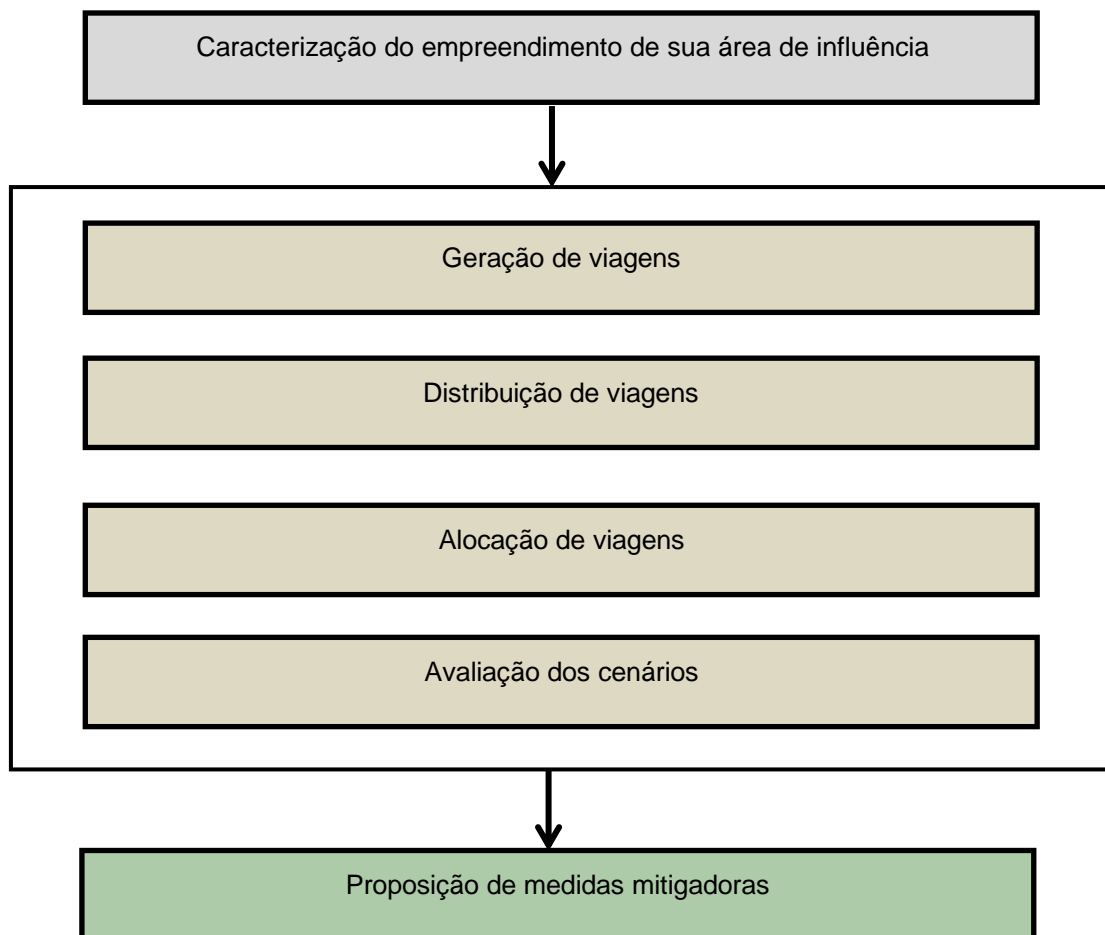 Caracterização do empreendimento de sua área de influência
Geração de viagens
Distribuição de viagens
Alocação de viagens
Avaliação dos cenários
Proposição de medidas mitigadoras